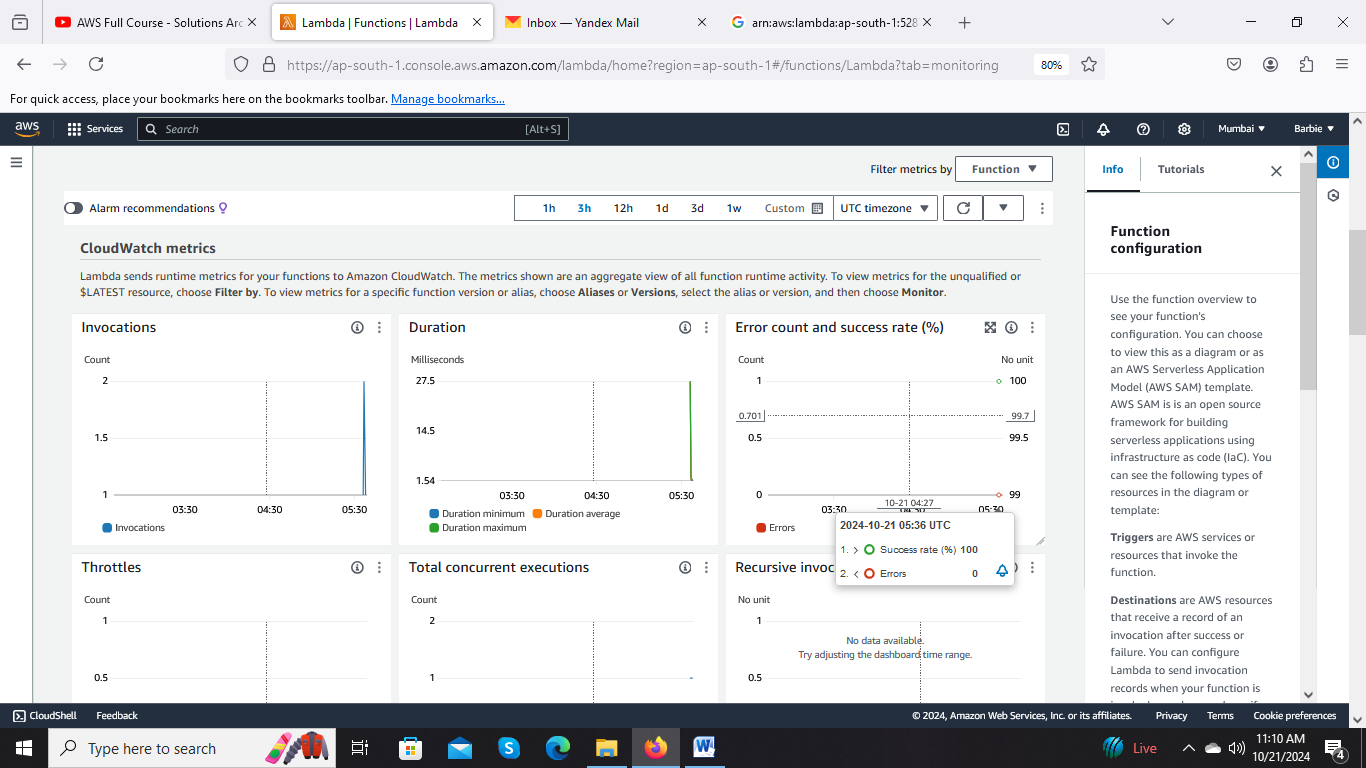 AWS Full Course - Solutions Arc
Lambda | Functions | Lambda
Inbox — Yandex Mail
arn:aws:lambda:ap-south-1:528
https://ap-south-1.console.aws.amazon.com/lambda/home?region=ap-south-1#/functions/Lambda?tab=monitoring
80%
For quick access, place your bookmarks here on the bookmarks toolbar. Manage bookmarks...
aws
Services
Search
[Alt+S]
Mumbai
Barbie
Filter metrics by
Function
Alarm recommendations
1h
3h
12h
1d
3d
1w
Custom
UTC timezone
CloudWatch metrics
Lambda sends runtime metrics for your functions to Amazon CloudWatch. The metrics shown are an aggregate view of all function runtime activity. To view metrics for the unqualified or
$LATEST resource, choose Filter by. To view metrics for a specific function version or alias, choose Aliases or Versions, select the alias or version, and then choose Monitor.
Invocations
Count
2
1.5
1
03:30
04:30
05:30
Invocations
Duration
Milliseconds
27.5
14.5
1.54
03:30
04:30
05:30
Duration minimum
Duration average
Duration maximum
Error count and success rate (%)
Count
No unit
1
100
0.701
99.7
0.5
99.5
0
99
10-21 04:27
03:30
05:30
Errors
2024-10-21 05:36 UTC
1. > Success rate (%) 100
2. < Errors 0
Throttles
Count
1
0.5
Total concurrent executions
Count
2
1
Recursive invoc
No unit
1
No data available.
Try adjusting the dashboard time range.
0.5
Info
Tutorials
Function
configuration
Use the function overview to
see your function's
configuration. You can choose
to view this as a diagram or as
an AWS Serverless Application
Model (AWS SAM) template.
AWS SAM is is an open source
framework for building
serverless applications using
infrastructure as code (IaC). You
can see the following types of
resources in the diagram or
template:
Triggers are AWS services or
resources that invoke the
function.
Destinations are AWS resources
that receive a record of an
invocation after success or
failure. You can configure
Lambda to send invocation
records when your function is
CloudShell
Feedback
© 2024, Amazon Web Services, Inc. or its affiliates.
Privacy
Terms
Cookie preferences
Type here to search
Live
11:10 AM
10/21/2024
4